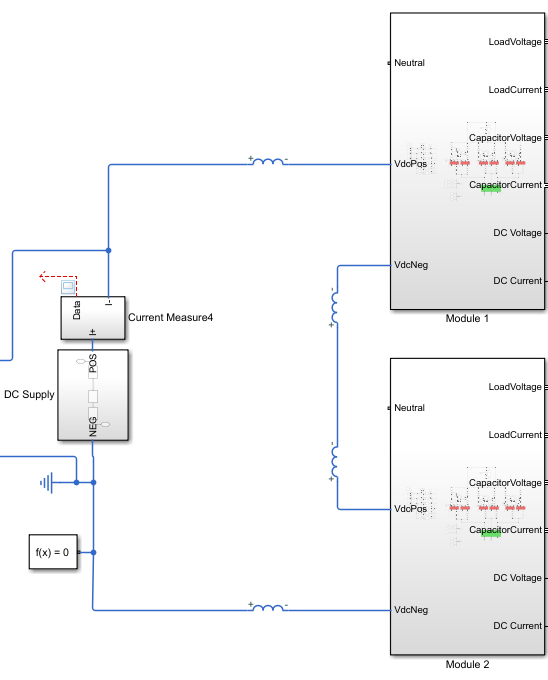 LoadVoltage
Neutral
LoadCurrent
CapacitorVoltage
+ -
VdcPos
CapacitorCurrent
DC Voltage
VdcNeg
DC Current
Module 1
-
+
Data
I-
I+
Current Measure4
POS
DC Supply
NEG
LoadVoltage
Neutral
LoadCurrent
-
+
CapacitorVoltage
VdcPos
CapacitorCurrent
f(x) = 0
DC Voltage
+ -
VdcNeg
DC Current
Module 2